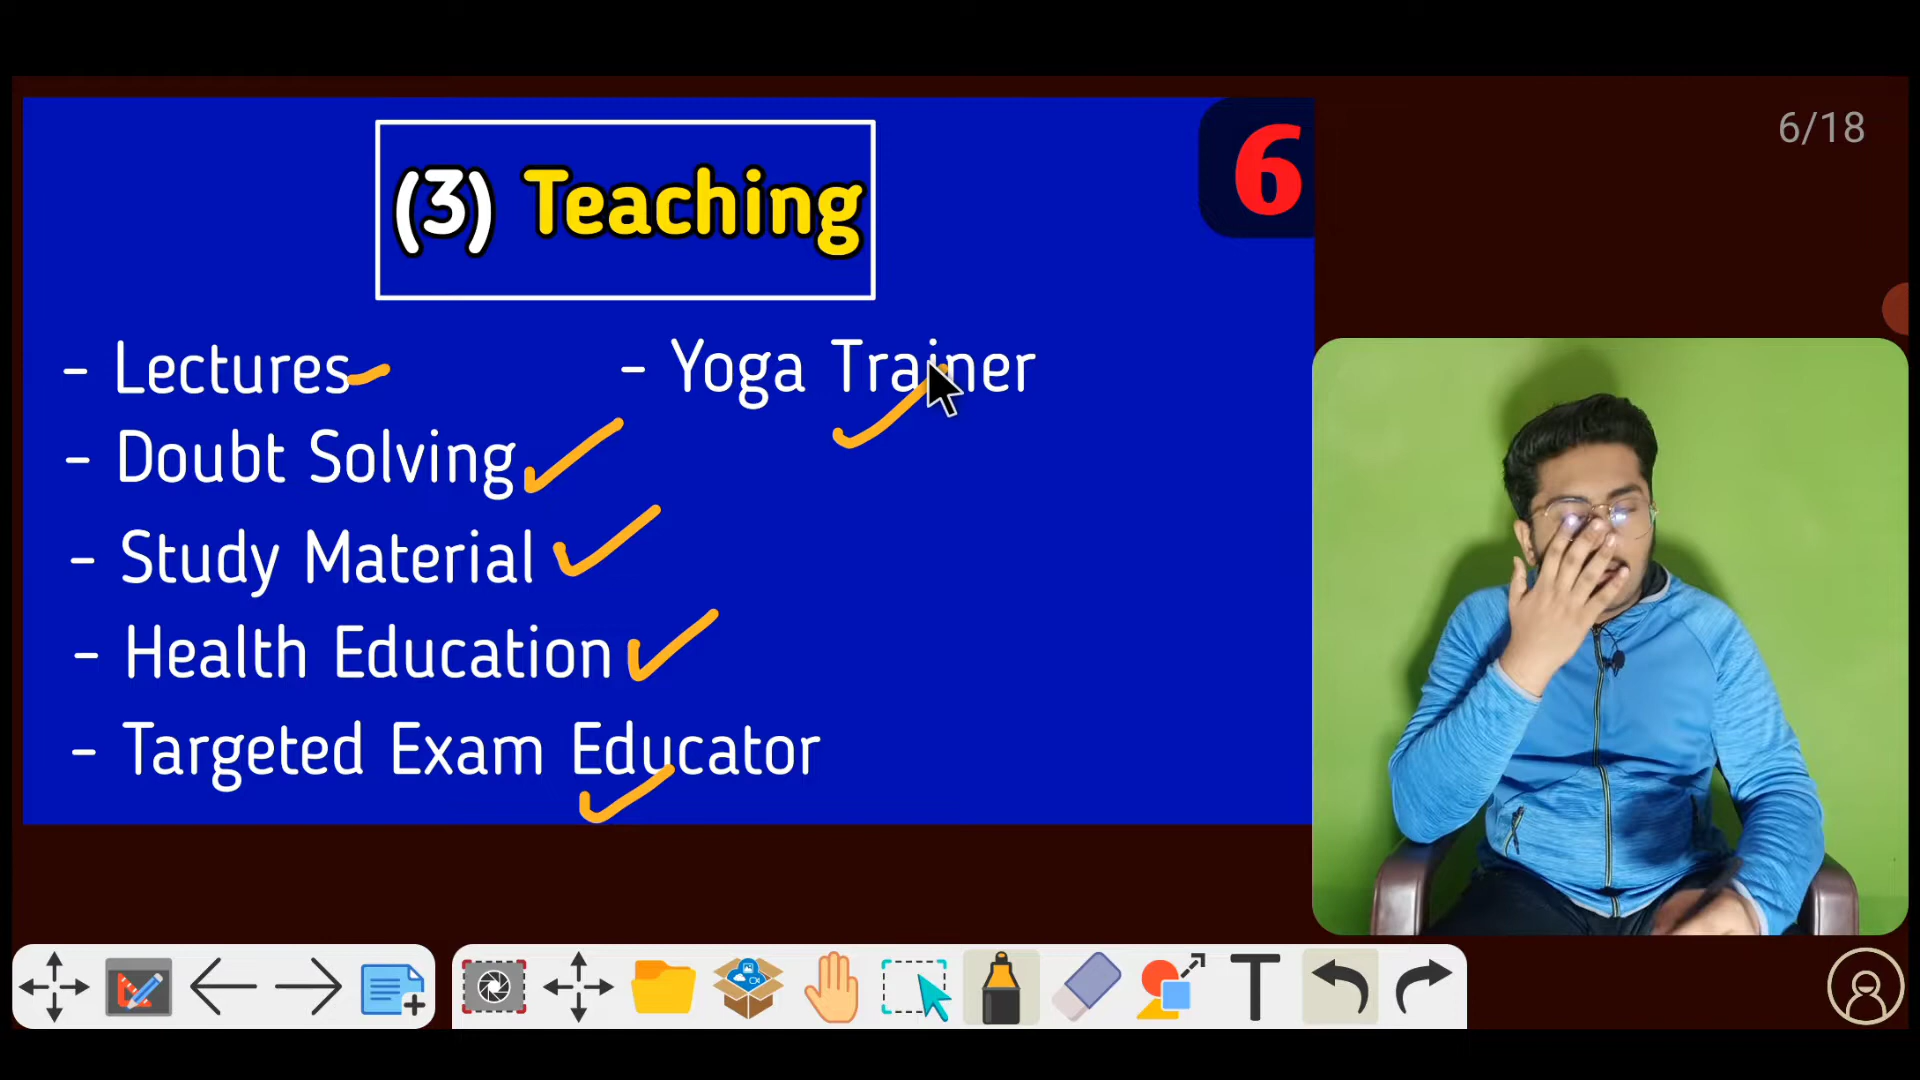 6/18
(3) Teaching
6
- Lectures
- Doubt Solving
- Study Material
- Health Education
- Targeted Exam Educator
- Yoga Trainer
T